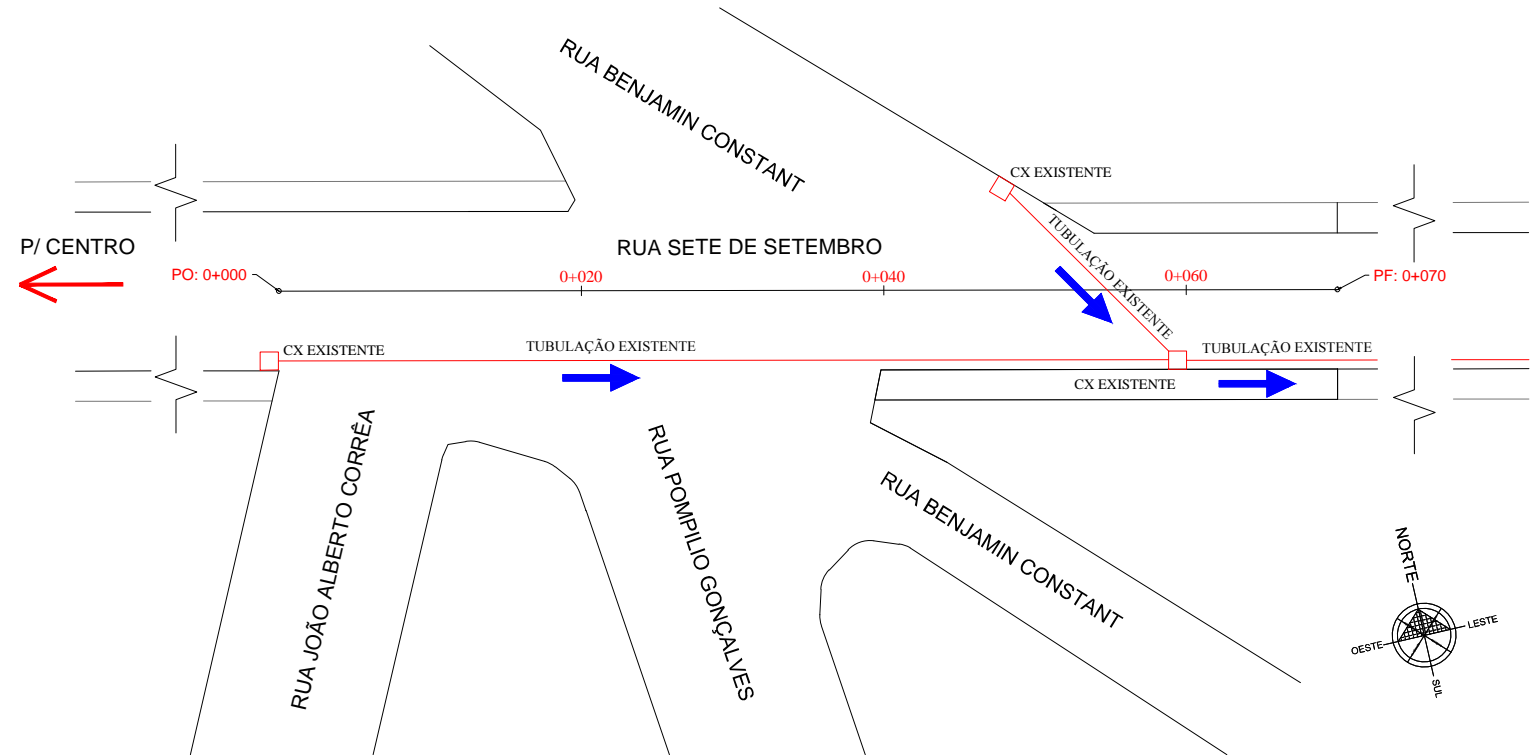 RUA BENJAMIN CONSTANT
CX EXISTENTE
P/ CENTRO
RUA SETE DE SETEMBRO
TUBULAÇÃO EXISTENTE
PO: 0+000
0+020
0+040
0+060
PF: 0+070
CX EXISTENTE
TUBULAÇÃO EXISTENTE
TUBULAÇÃO EXISTENTE
CX EXISTENTE
RUA JOÃO ALBERTO CORRÊA
RUA POMPILIO GONÇALVES
RUA BENJAMIN CONSTANT
NORTE
LESTE
OESTE
SUL